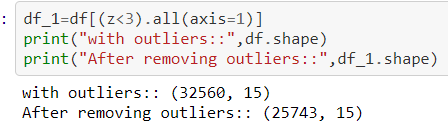 : df_1=df[(z<3).all(axis=1)]
print("with outliers::",df.shape)
print("After removing outliers::",df_1.shape)
with outliers:: (32560, 15)
After removing outliers:: (25743, 15)